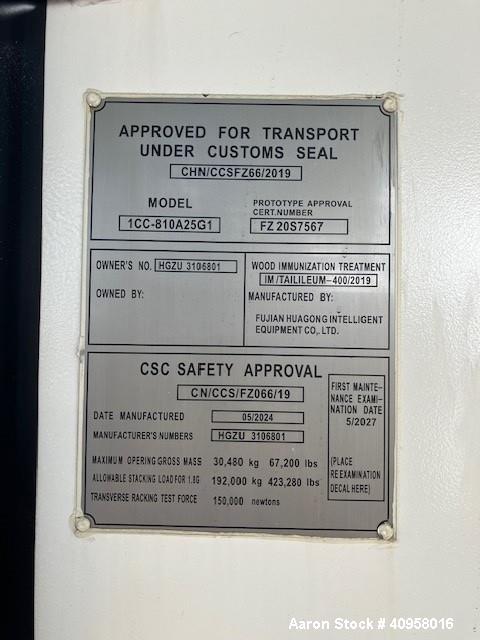 APPROVED FOR TRANSPORT
UNDER CUSTOMS SEAL
CHN/CCSFZ66/2019
MODEL
1CC-810A25G1
PROTOTYPE APPROVAL
CERT.NUMBER
FZ 20S7567
OWNER'S NO. HGZU 3106801
OWNED BY:
WOOD IMMUNIZATION TREATMENT
IM/TAILILEUM-400/2019
MANUFACTURED BY:
FUJIAN HUAGONG INTELLIGENT
EQUIPMENT CO,. LTD.
CSC SAFETY APPROVAL
CN/CCS/FZ066/19
DATE MANUFACTURED 05/2024
MANUFACTURER'S NUMBERS HGZU 3106801
MAXIMUM OPERING GROSS MASS 30,480 kg 67,200 lbs
ALLOWABLE STACKING LOAD FOR 1.8G 192,000 kg 423,280 lbs
TRANSVERSE RACKING TEST FORCE 150,000 newtons
FIRST MAINTE-
NANCE EXAMI-
NATION DATE
5/2027
(PLACE
REEXAMINATION
DECAL HERE)
Aaron Stock # 40958016